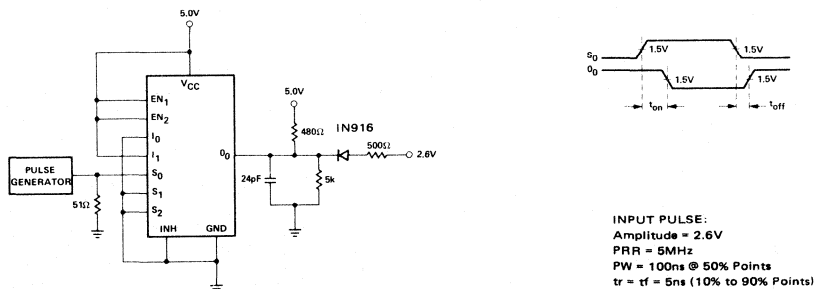 5.0V
VCC
EN1
EN2
I0
I1
S0
S1
S2
INH
GND
O0
PULSE
GENERATOR
51Ω
5.0V
480Ω
IN916
500Ω
2.6V
24pF
5k
S0
O0
1.5V
1.5V
1.5V
1.5V
ton
toff
INPUT PULSE:
Amplitude = 2.6V
PRR = 5MHz
PW = 100ns @ 50% Points
tr = tf = 5ns (10% to 90% Points)